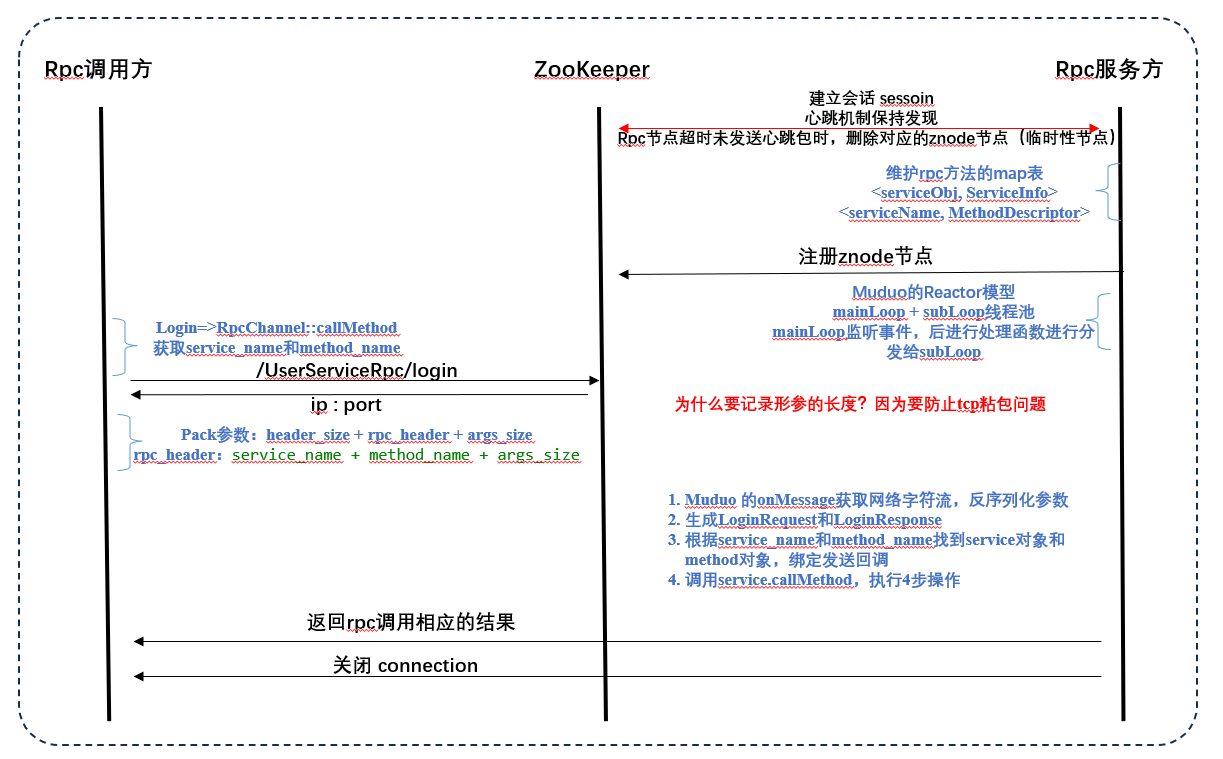 Rpc调用方
ZooKeeper
Rpc服务方
建立会话 sessoin
心跳机制保持发现
Rpc节点超时未发送心跳包时，删除对应的znode节点（临时性节点）
维护rpc方法的map表
<serviceObj, ServiceInfo>
<serviceName, MethodDescriptor>
注册znode节点
Muduo的Reactor模型
mainLoop + subLoop线程池
mainLoop监听事件，后进行处理函数进行分
发给subLoop
Login=>RpcChannel::callMethod
获取service_name和method_name
/UserServiceRpc/login
ip : port
为什么要记录形参的长度？因为要防止tcp粘包问题
Pack参数：header_size + rpc_header + args_size
rpc_header：service_name + method_name + args_size
1. Muduo 的onMessage获取网络字符流，反序列化参数
2. 生成LoginRequest和LoginResponse
3. 根据service_name和method_name找到service对象和
method对象，绑定发送回调
4. 调用service.callMethod，执行4步操作
返回rpc调用相应的结果
关闭 connection